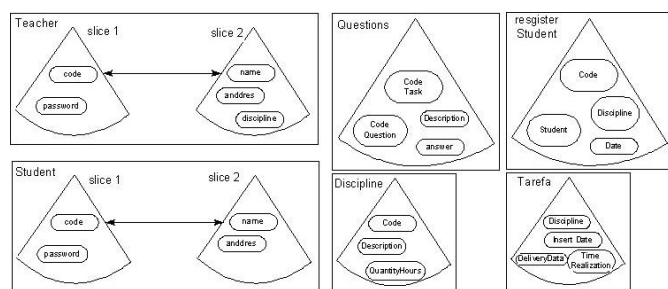 Teacher
slice 1
slice 2
code
password
name
anddres
discipline
Questions
Code
Task
Code
Question
Description
answer
resgister
Student
Code
Student
Discipline
Date
Student
slice 1
slice 2
code
password
name
anddres
Discipline
Code
Description
QuantityHours
Tarefa
Discipline
Insert Date
DeliveryData
Time
Realization